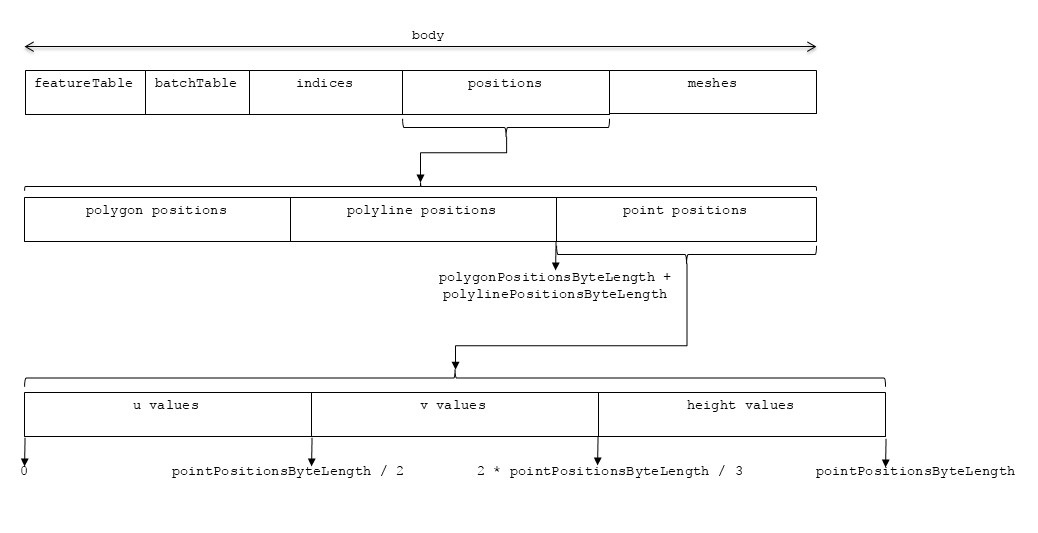 body
featureTable batchTable indices positions meshes
polygon positions polyline positions point positions
polygonPositionsByteLength +
polylinePositionsByteLength
u values v values height values
0 pointPositionsByteLength / 2 2 * pointPositionsByteLength / 3 pointPositionsByteLength